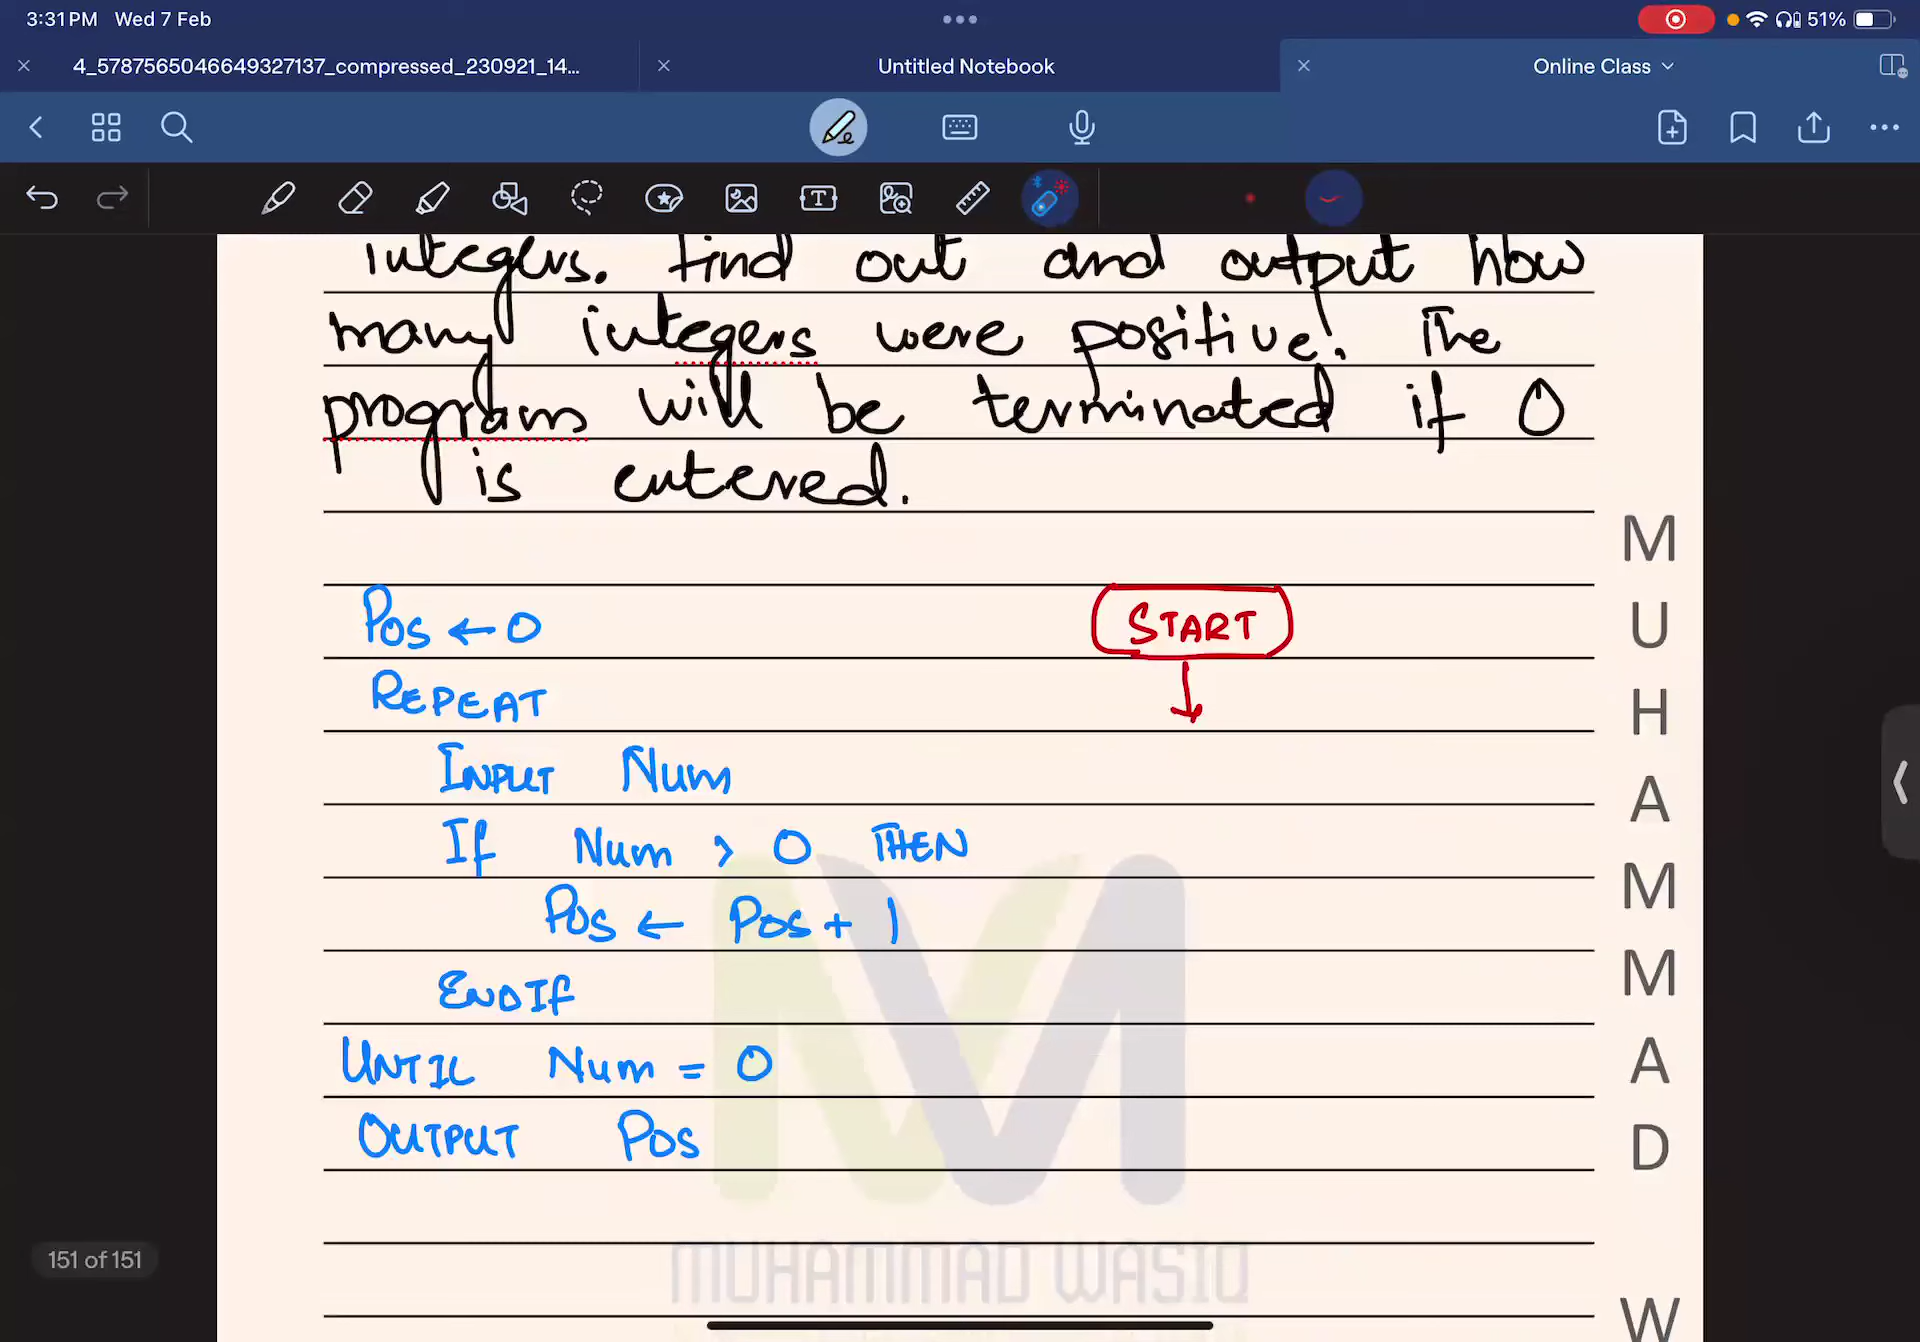 3:31 PM Wed 7 Feb
51%
4_5787565046649327137_compressed_230921_14...
Untitled Notebook
Online Class
integers. Find out and output how
many integers were positive. The
program will be terminated if 0
is entered.
Pos ← 0
START
REPEAT
INPUT Num
If Num > 0 THEN
Pos ← Pos + 1
ENDIf
UNTIL Num = 0
OUTPUT Pos
151 of 151
MUHAMMAD WASIQ
M
U
H
A
M
M
A
D
W